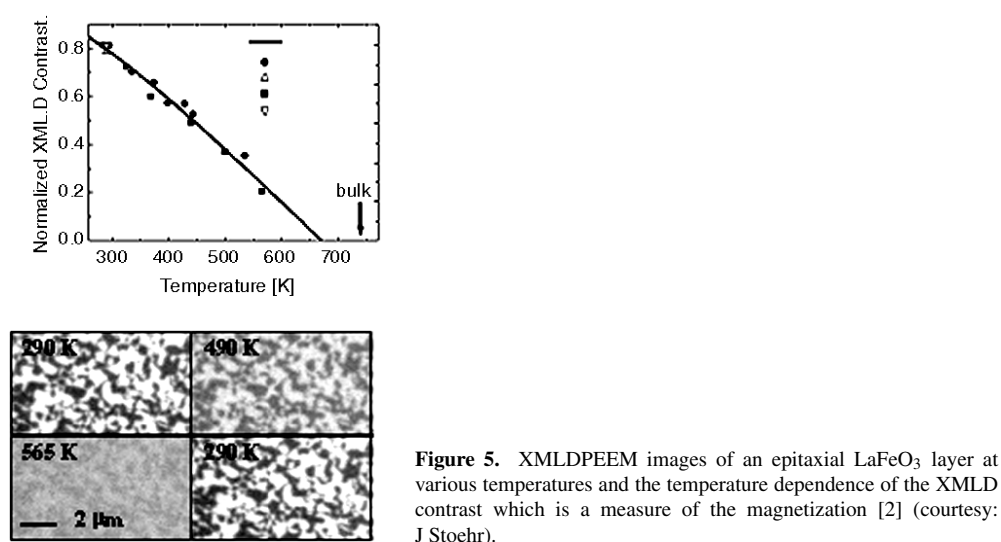 Normalized XMLD Contrast.
0.8
0.6
0.4
0.2
0.0
bulk
300 400 500 600 700
Temperature [K]
290 K 490 K
565 K 290 K
2 μm
Figure 5. XMLDPEEM images of an epitaxial LaFeO₃ layer at
various temperatures and the temperature dependence of the XMLD
contrast which is a measure of the magnetization [2] (courtesy:
J Stoehr).